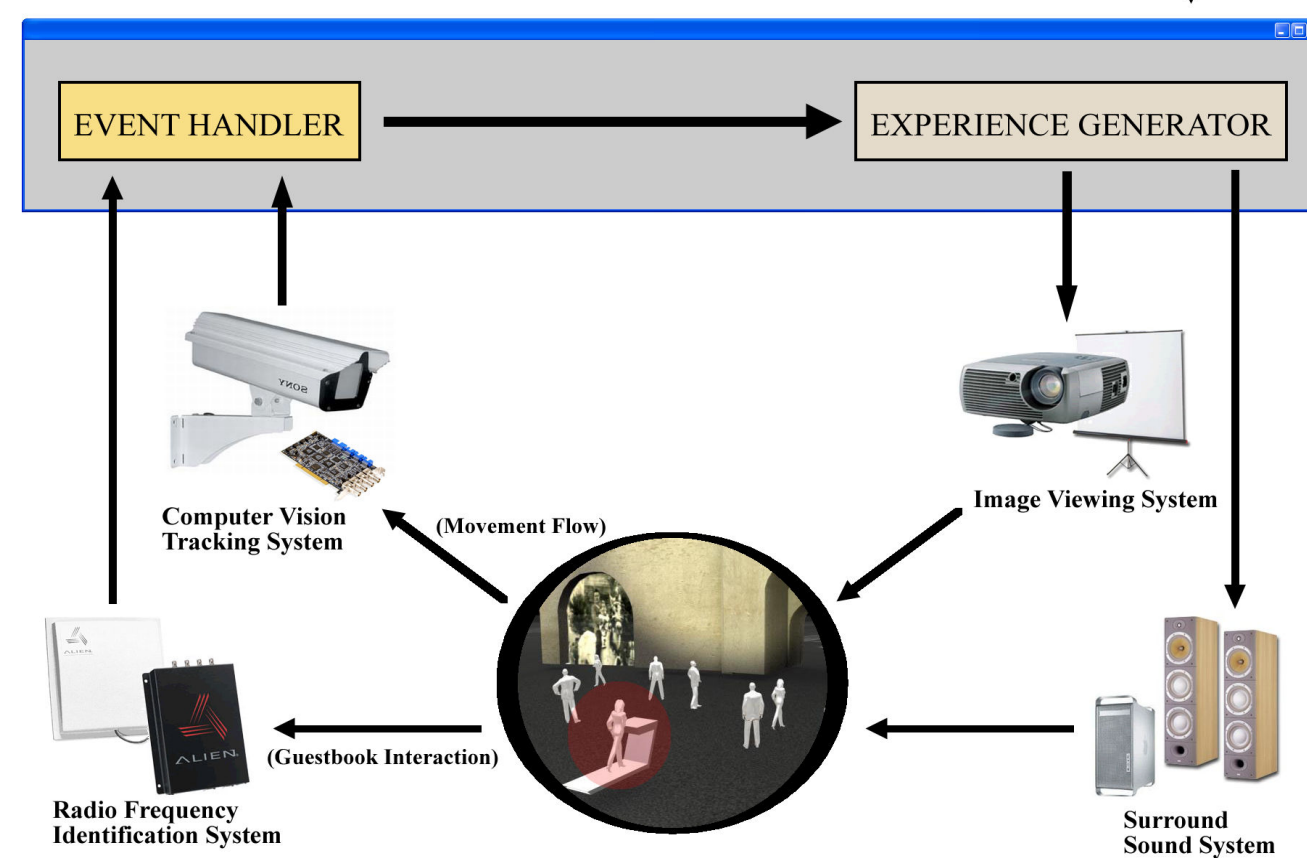 EVENT HANDLER
EXPERIENCE GENERATOR
SONY
Computer Vision
Tracking System
(Movement Flow)
Image Viewing System
ALIEN
ALIEN
(Guestbook Interaction)
Radio Frequency
Identification System
Surround
Sound System